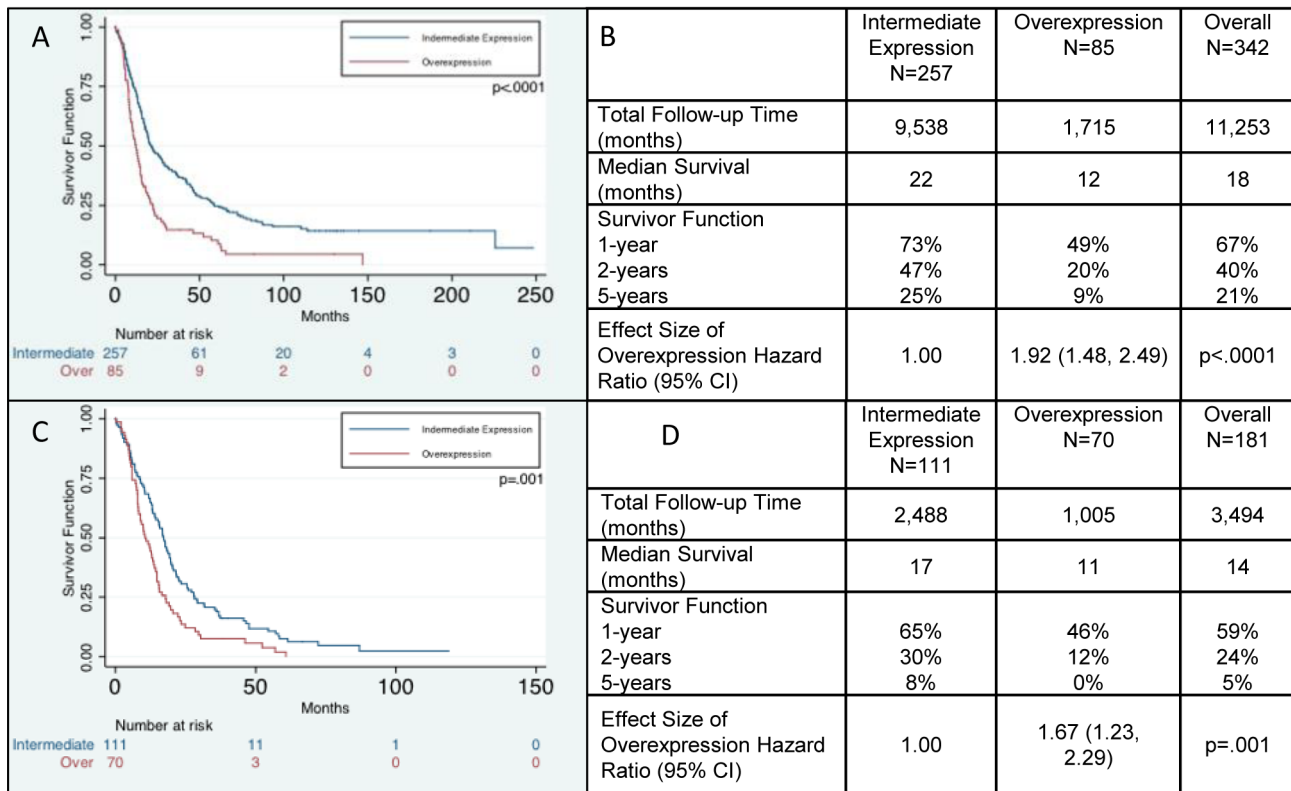 A
1.00
0.75
0.50
0.25
0.00
Survivor Function
Indermediate Expression
Overexpression
p<.0001
0 50 100 150 200 250
Months
Number at risk
Intermediate 257 61 20 4 3 0
Over 85 9 2 0 0 0
B
Intermediate
Expression
N=257
Overexpression
N=85
Overall
N=342
Total Follow-up Time
(months)
9,538 1,715 11,253
Median Survival
(months)
22 12 18
Survivor Function
1-year 73% 49% 67%
2-years 47% 20% 40%
5-years 25% 9% 21%
Effect Size of
Overexpression Hazard
Ratio (95% CI)
1.00 1.92 (1.48, 2.49) p<.0001
C
1.00
0.75
0.50
0.25
0.00
Survivor Function
Indermediate Expression
Overexpression
p=.001
0 50 100 150
Months
Number at risk
Intermediate 111 11 1 0
Over 70 3 0 0
D
Intermediate
Expression
N=111
Overexpression
N=70
Overall
N=181
Total Follow-up Time
(months)
2,488 1,005 3,494
Median Survival
(months)
17 11 14
Survivor Function
1-year 65% 46% 59%
2-years 30% 12% 24%
5-years 8% 0% 5%
Effect Size of
Overexpression Hazard
Ratio (95% CI)
1.00
1.67 (1.23,
2.29)
p=.001